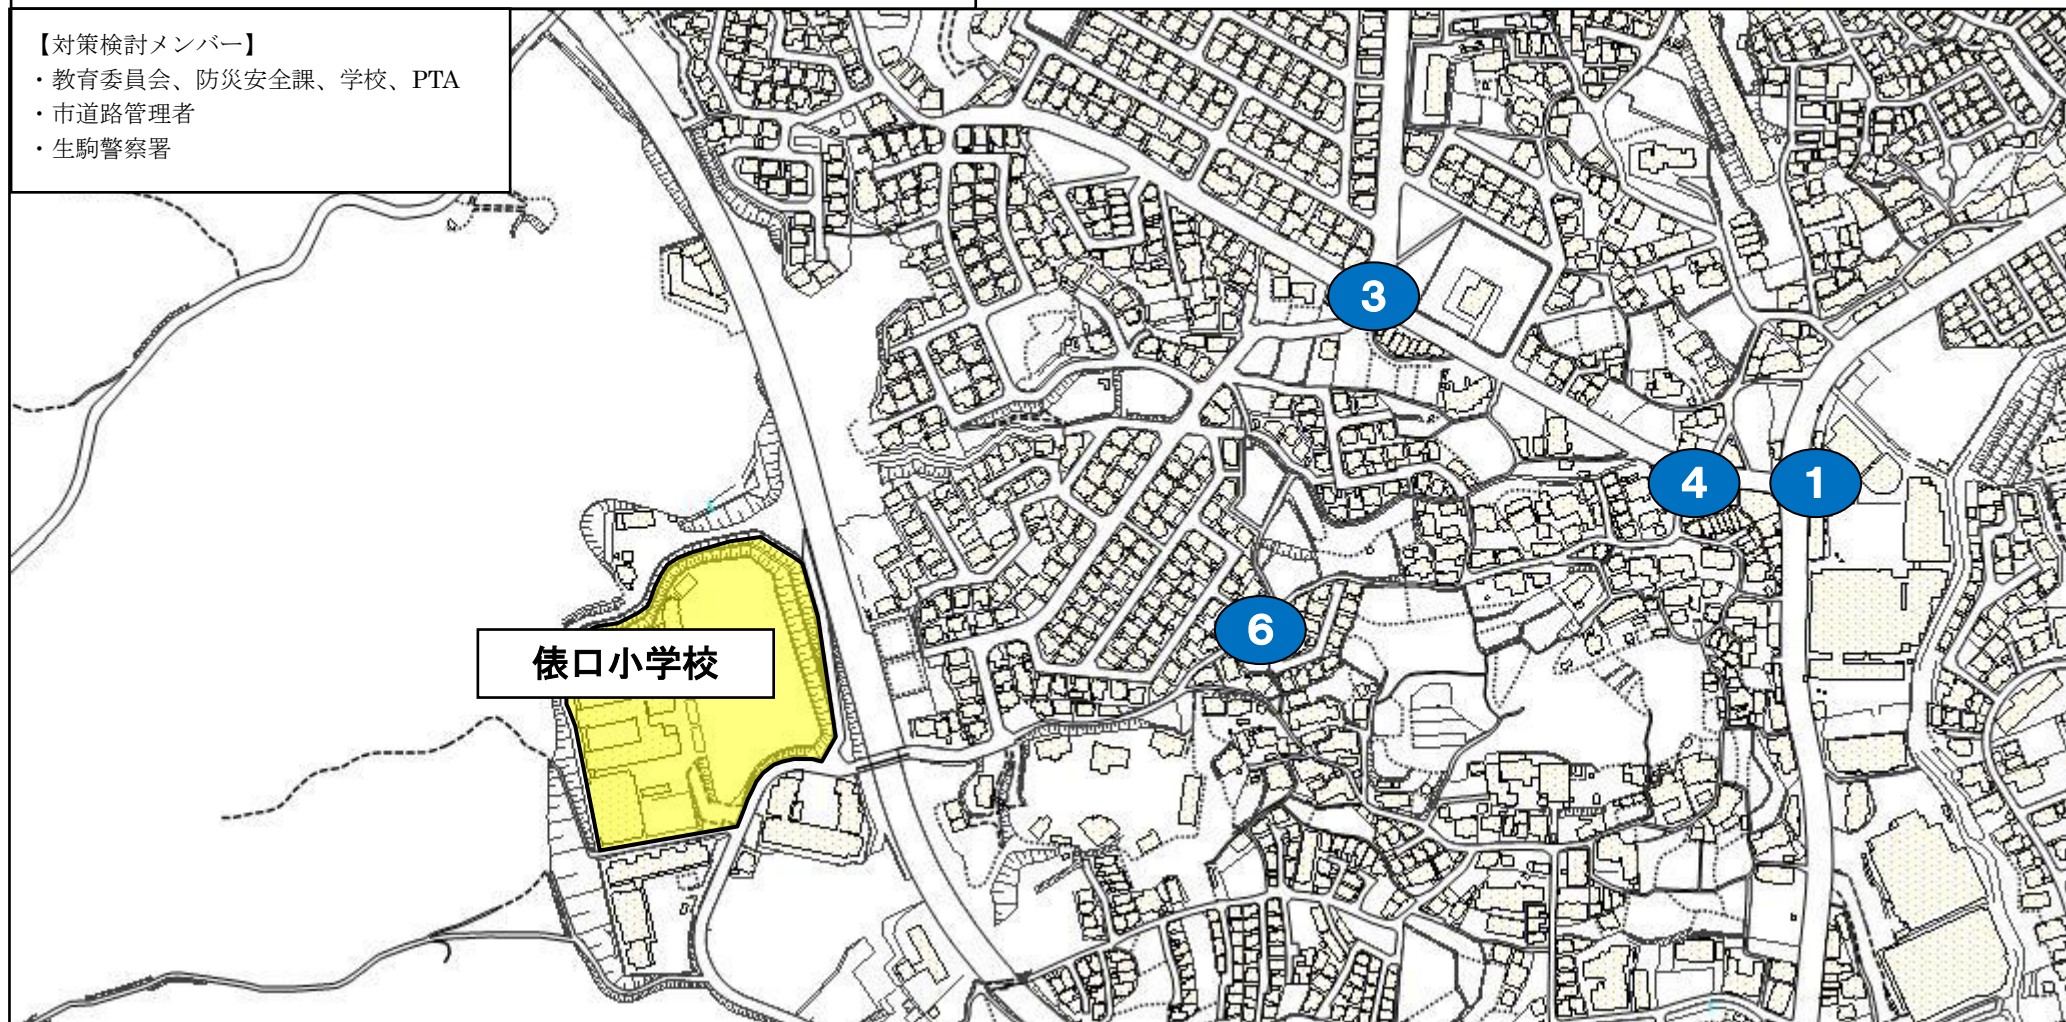 【対策検討メンバー】
・教育委員会、防災安全課、学校、PTA
・市道路管理者
・生駒警察署
3
4
1
6
俵口小学校